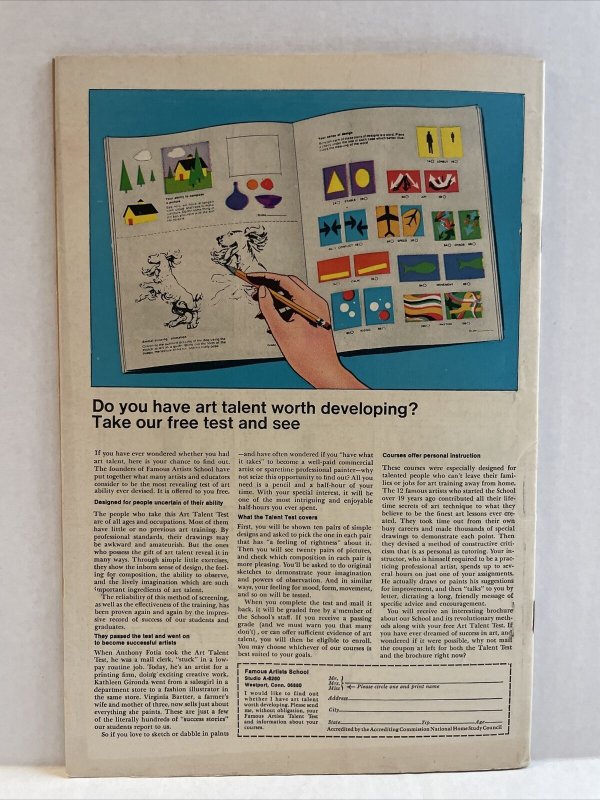 Your sense of design
Your ability to compose
a picture
Do you have art talent worth developing?
Take our free test and see
If you have ever wondered whether you had
art talent, here is your chance to find out.
The founders of Famous Artists School have
put together what many artists and educators
consider to be the most revealing test of art
ability ever devised. It is offered to you free.
Designed for people uncertain of their ability
The people who take this Art Talent Test
are of all ages and occupations. Most of them
have little or no previous art training. By
professional standards, their drawings may
be awkward and amateurish. But the ones
who possess the gift of art talent reveal it in
many ways. Through simple little exercises,
they show the inborn sense of design, the feel-
ing for composition, the ability to observe,
and the lively imagination which are such
important ingredients of art talent.
The reliability of this method of screening,
as well as the effectiveness of the training, has
been proven again and again by the impres-
sive record of success of our students and
graduates.
They passed the test and went on
to become successful artists
When Anthony Fotia took the Art Talent
Test, he was a mail clerk, "stuck" in a low-
pay routine job. Today, he's an artist for a
printing firm, doing exciting creative work.
Kathleen Gironda went from a salesgirl in a
department store to a fashion illustrator in
the same store. Virginia Bartter, a farmer's
wife and mother of three, now sells just about
everything she paints. These are just a few
of the literally hundreds of "success stories"
our students report to us.
So if you love to sketch or dabble in paints
—and have often wondered if you "have what
it takes" to become a well-paid commercial
artist or sparetime professional painter—why
not seize this opportunity to find out? All you
need is a pencil and a half-hour of your
time. With your special interest, it will be
one of the most intriguing and enjoyable
half-hours you ever spent.
What the Talent Test covers
First, you will be shown ten pairs of simple
designs and asked to pick the one in each pair
that has "a feeling of rightness" about it.
Then you will see twenty pairs of pictures,
and check which composition in each pair is
more pleasing. You'll be asked to do original
sketches to demonstrate your imagination
and powers of observation. And in similar
ways, your feeling for mood, form, movement,
and so on will be tested.
When you complete the test and mail it
back, it will be graded free by a member of
the School's staff. If you receive a passing
grade (and we must warn you that many
don't), or can offer sufficient evidence of art
talent, you will then be eligible to enroll.
You may choose whichever of our courses is
best suited to your goals.
Courses offer personal instruction
These courses were especially designed for
talented people who can't leave their fami-
lies or jobs for art training away from home.
The 12 famous artists who started the School
over 19 years ago contributed all their life-
time secrets of art technique to what they
believe to be the finest art lessons ever cre-
ated. They took time out from their own
busy careers and made thousands of special
drawings to demonstrate each point. Then
they devised a method of constructive criti-
cism that is as personal as tutoring. Your in-
structor, who is himself required to be a prac-
ticing professional artist, spends up to sev-
eral hours on just one of your assignments.
He actually draws or paints his suggestions
for improvement, and then "talks" to you by
letter, dictating a long, friendly message of
specific advice and encouragement.
You will receive an interesting brochure
about our School and its revolutionary meth-
ods along with your free Art Talent Test. If
you have ever dreamed of success in art, and
wondered if it were possible, why not mail
the coupon at left for both the Talent Test
and the brochure right now?
Famous Artists School
Studio A-8260
Westport, Conn. 06880
I would like to find out
whether I have art talent
worth developing. Please send
me, without obligation, your
Famous Artists Talent Test
and information about your
courses.
Mr.
Mrs.
Miss
Please circle one and print name
Address
City
State Zip Age
Accredited by the Accrediting Commission National Home Study Council